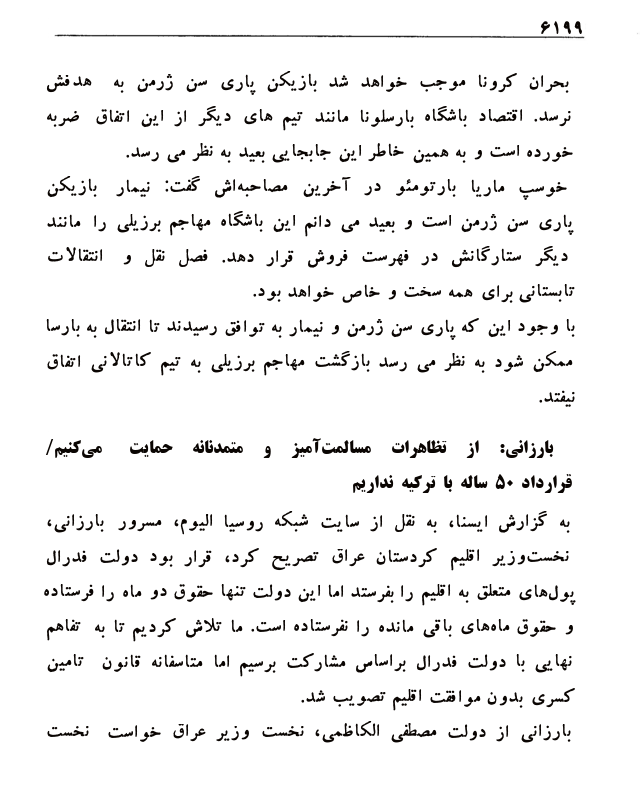 ۶۱۹۹
بحران کرونا موجب خواهد شد بازیکن پاری سن ژرمن به هدفش
نرسد. اقتصاد باشگاه بارسلونا مانند تیم های دیگر از این اتفاق ضربه
خورده است و به همین خاطر این جابجایی بعید به نظر می رسد.
خوسپ ماریا بارتومئو در آخرین مصاحبه‌اش گفت: نیمار بازیکن
پاری سن ژرمن است و بعید می دانم این باشگاه مهاجم برزیلی را مانند
دیگر ستارگانش در فهرست فروش قرار دهد. فصل نقل و انتقالات
تابستانی برای همه سخت و خاص خواهد بود.
با وجود این که پاری سن ژرمن و نیمار به توافق رسیدند تا انتقال به بارسا
ممکن شود به نظر می رسد بازگشت مهاجم برزیلی به تیم کاتالانی اتفاق
نیفتد.
بارزانی: از تظاهرات مسالمت‌آمیز و متمدنانه حمایت می‌کنیم/
قرارداد ۵۰ ساله با ترکیه نداریم
به گزارش ایسنا، به نقل از سایت شبکه روسیا الیوم، مسرور بارزانی،
نخست‌وزیر اقلیم کردستان عراق تصریح کرد، قرار بود دولت فدرال
پول‌های متعلق به اقلیم را بفرستد اما این دولت تنها حقوق دو ماه را فرستاده
و حقوق ماه‌های باقی مانده را نفرستاده است. ما تلاش کردیم تا به تفاهم
نهایی با دولت فدرال براساس مشارکت برسیم اما متاسفانه قانون تامین
کسری بدون موافقت اقلیم تصویب شد.
بارزانی از دولت مصطفی الکاظمی، نخست وزیر عراق خواست نخست